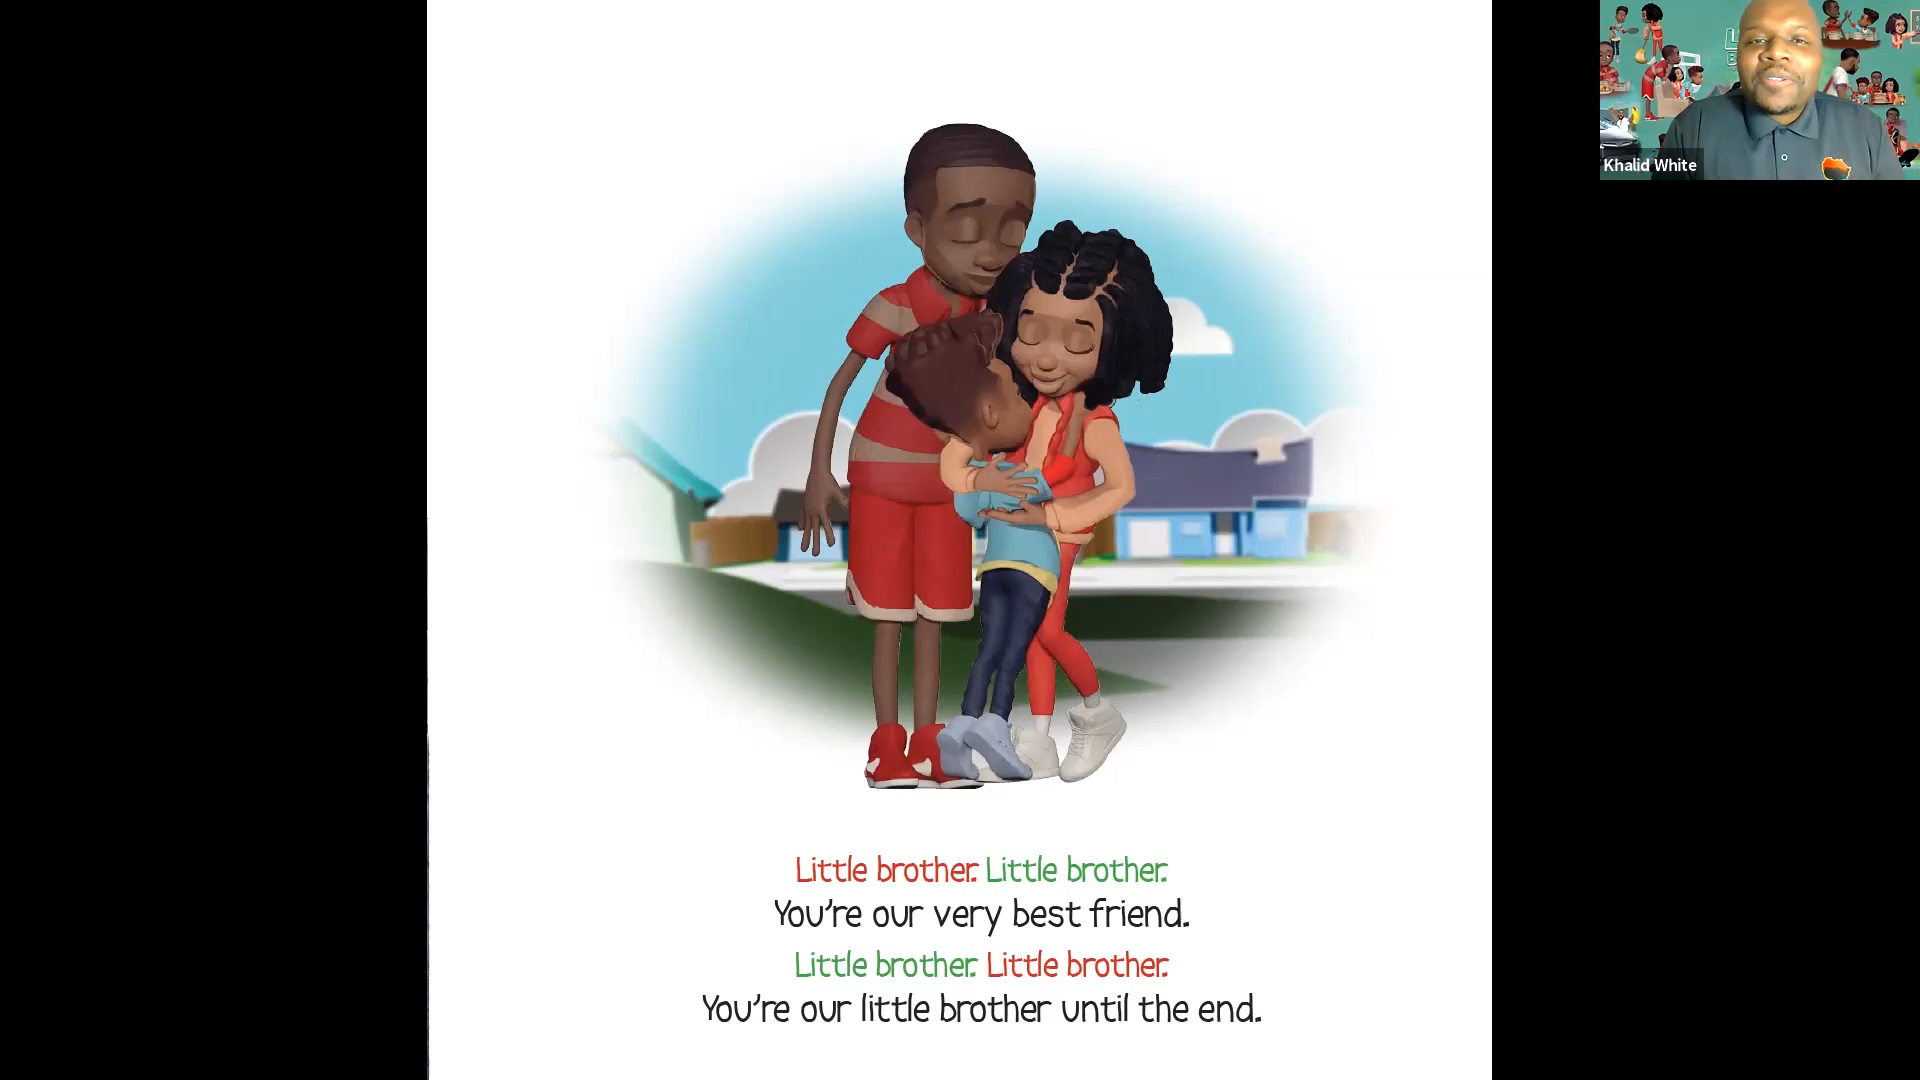 Little brother. Little brother.
You're our very best friend.
Little brother. Little brother.
You're our little brother until the end.
Khalid White